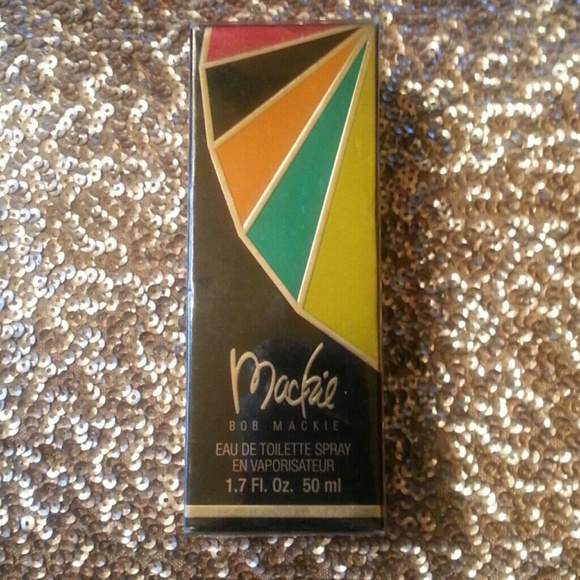 Mackie
BOB MACKIE
EAU DE TOILETTE SPRAY
EN VAPORISATEUR
1.7 Fl. Oz. 50 ml